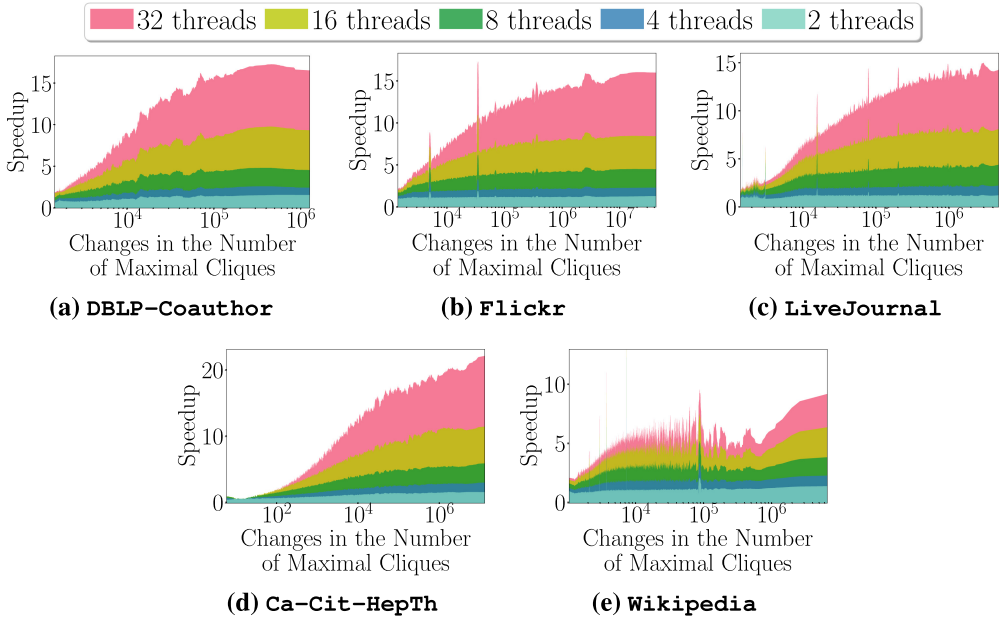 32 threads 16 threads 8 threads 4 threads 2 threads
15
10
5
0
Speedup
10^4 10^5 10^6
Changes in the Number
of Maximal Cliques
(a) DBLP-Coauthor
15
10
5
0
Speedup
10^4 10^5 10^6 10^7
Changes in the Number
of Maximal Cliques
(b) Flickr
15
10
5
0
Speedup
10^4 10^5 10^6
Changes in the Number
of Maximal Cliques
(c) LiveJournal
20
10
0
Speedup
10^2 10^4 10^6
Changes in the Number
of Maximal Cliques
(d) Ca-Cit-HepTh
10
5
0
Speedup
10^4 10^5 10^6
Changes in the Number
of Maximal Cliques
(e) Wikipedia